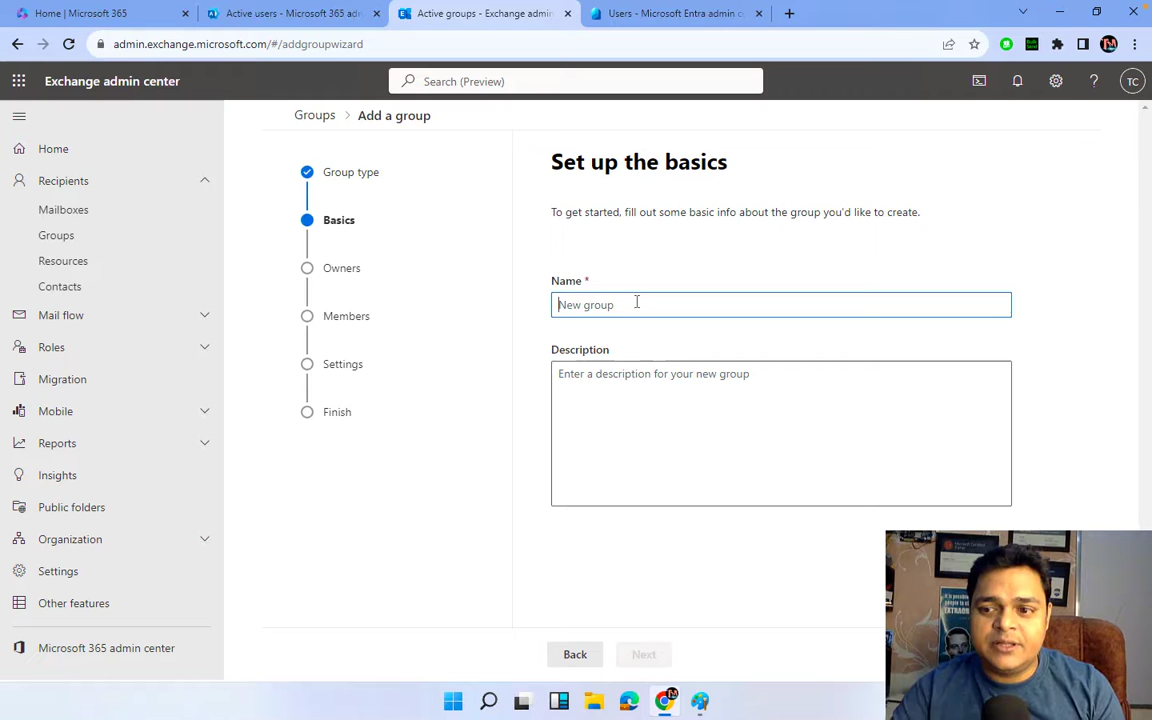 Home | Microsoft 365
Active users - Microsoft 365 adm
Active groups - Exchange admin
Users - Microsoft Entra admin ce
admin.exchange.microsoft.com/#/addgroupwizard
Exchange admin center
Search (Preview)
TC
Groups > Add a group
Home
Recipients
Mailboxes
Groups
Resources
Contacts
Mail flow
Roles
Migration
Mobile
Reports
Insights
Public folders
Organization
Settings
Other features
Microsoft 365 admin center
Group type
Basics
Owners
Members
Settings
Finish
Set up the basics
To get started, fill out some basic info about the group you'd like to create.
Name *
New group
Description
Enter a description for your new group
Back
Next